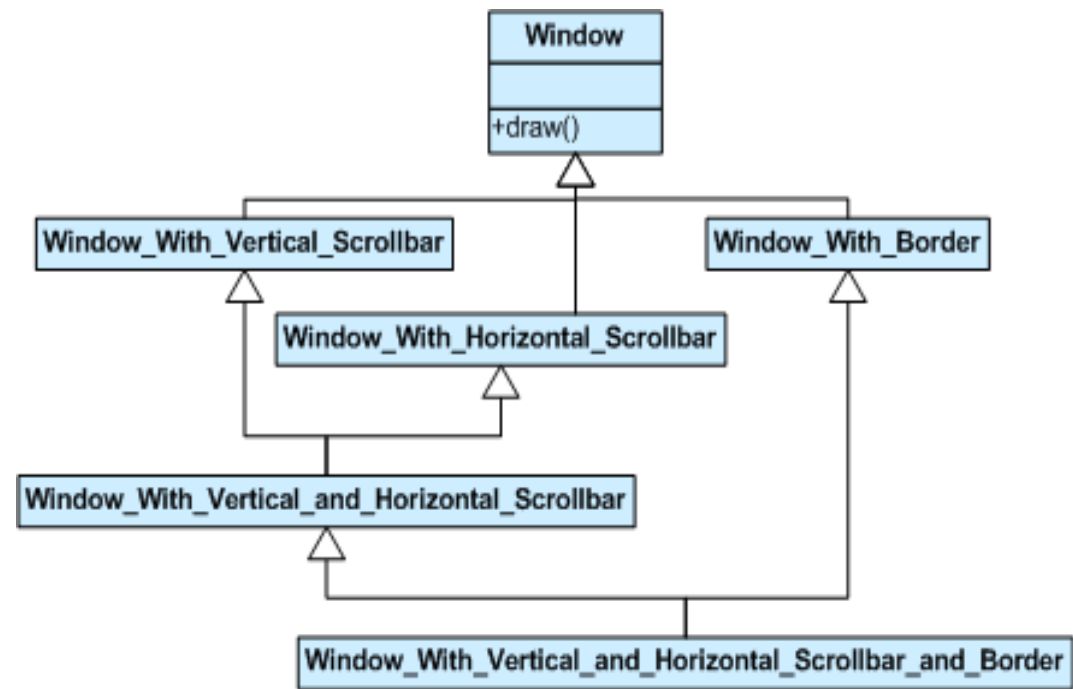 Window
+draw()
Window_With_Vertical_Scrollbar
Window_With_Border
Window_With_Horizontal_Scrollbar
Window_With_Vertical_and_Horizontal_Scrollbar
Window_With_Vertical_and_Horizontal_Scrollbar_and_Border